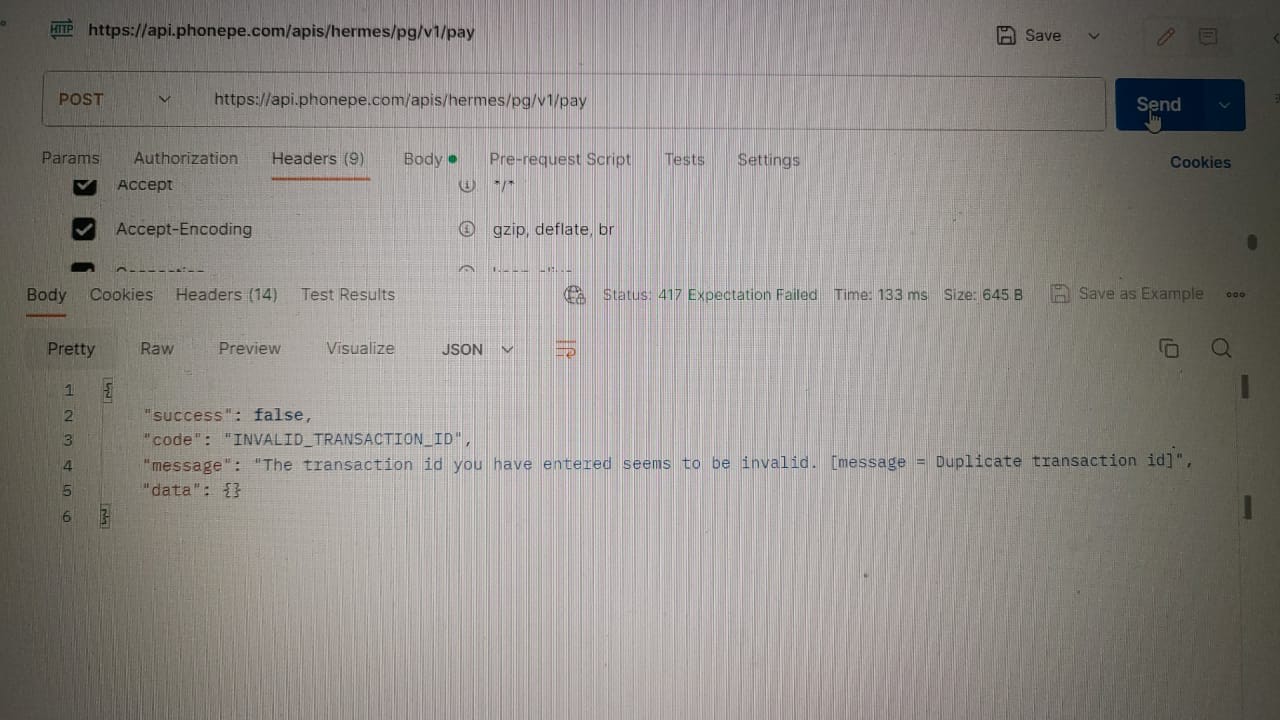 HTTP https://api.phonepe.com/apis/hermes/pg/v1/pay Save
POST https://api.phonepe.com/apis/hermes/pg/v1/pay Send
Params Authorization Headers (9) Body Pre-request Script Tests Settings Cookies
Accept */*
Accept-Encoding gzip, deflate, br
Body Cookies Headers (14) Test Results Status: 417 Expectation Failed Time: 133 ms Size: 645 B Save as Example
Pretty Raw Preview Visualize JSON
1 {
2 "success": false,
3 "code": "INVALID_TRANSACTION_ID",
4 "message": "The transaction id you have entered seems to be invalid. [message = Duplicate transaction id]",
5 "data": {}
6 }